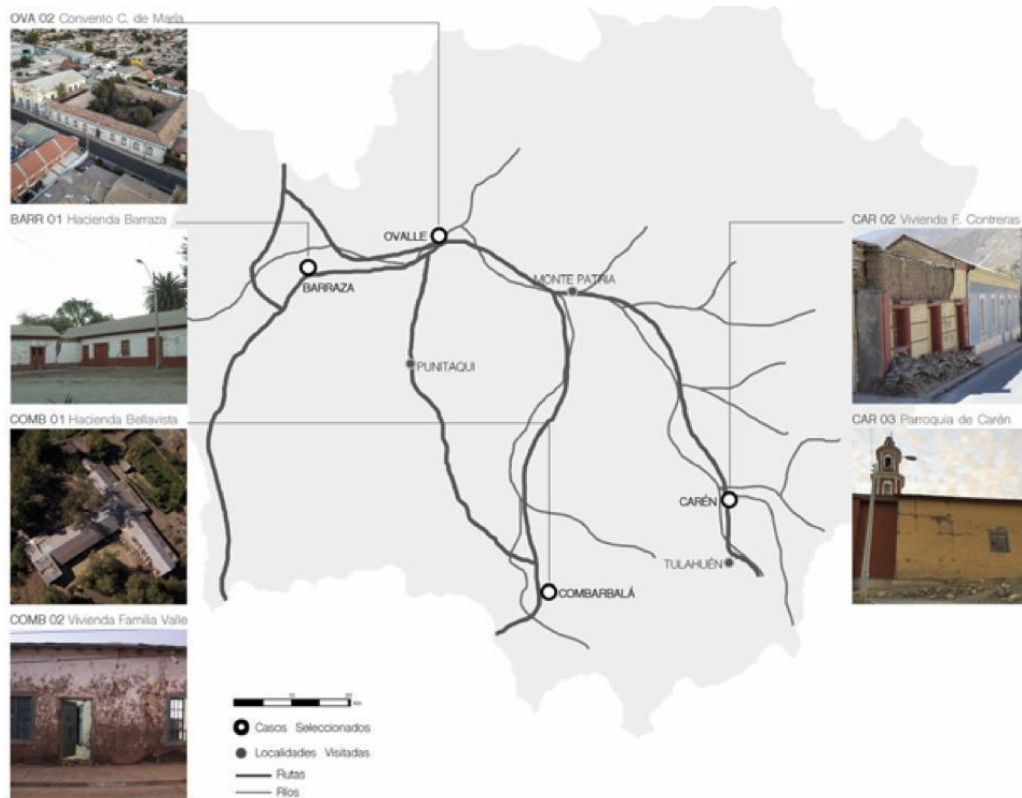 OVA 02 Convento C. de María
BARR 01 Hacienda Barraza
COMB 01 Hacienda Bellavista
COMB 02 Vivienda Familia Valle
OVALLE
BARRAZA
MONTE PATRIA
PUNITAQUI
CARÉN
TULAHUÉN
COMBARBALÁ
CAR 02 Vivienda F. Contreras
CAR 03 Parroquia de Carén
Casos Seleccionados
Localidades Visitadas
Rutas
Ríos